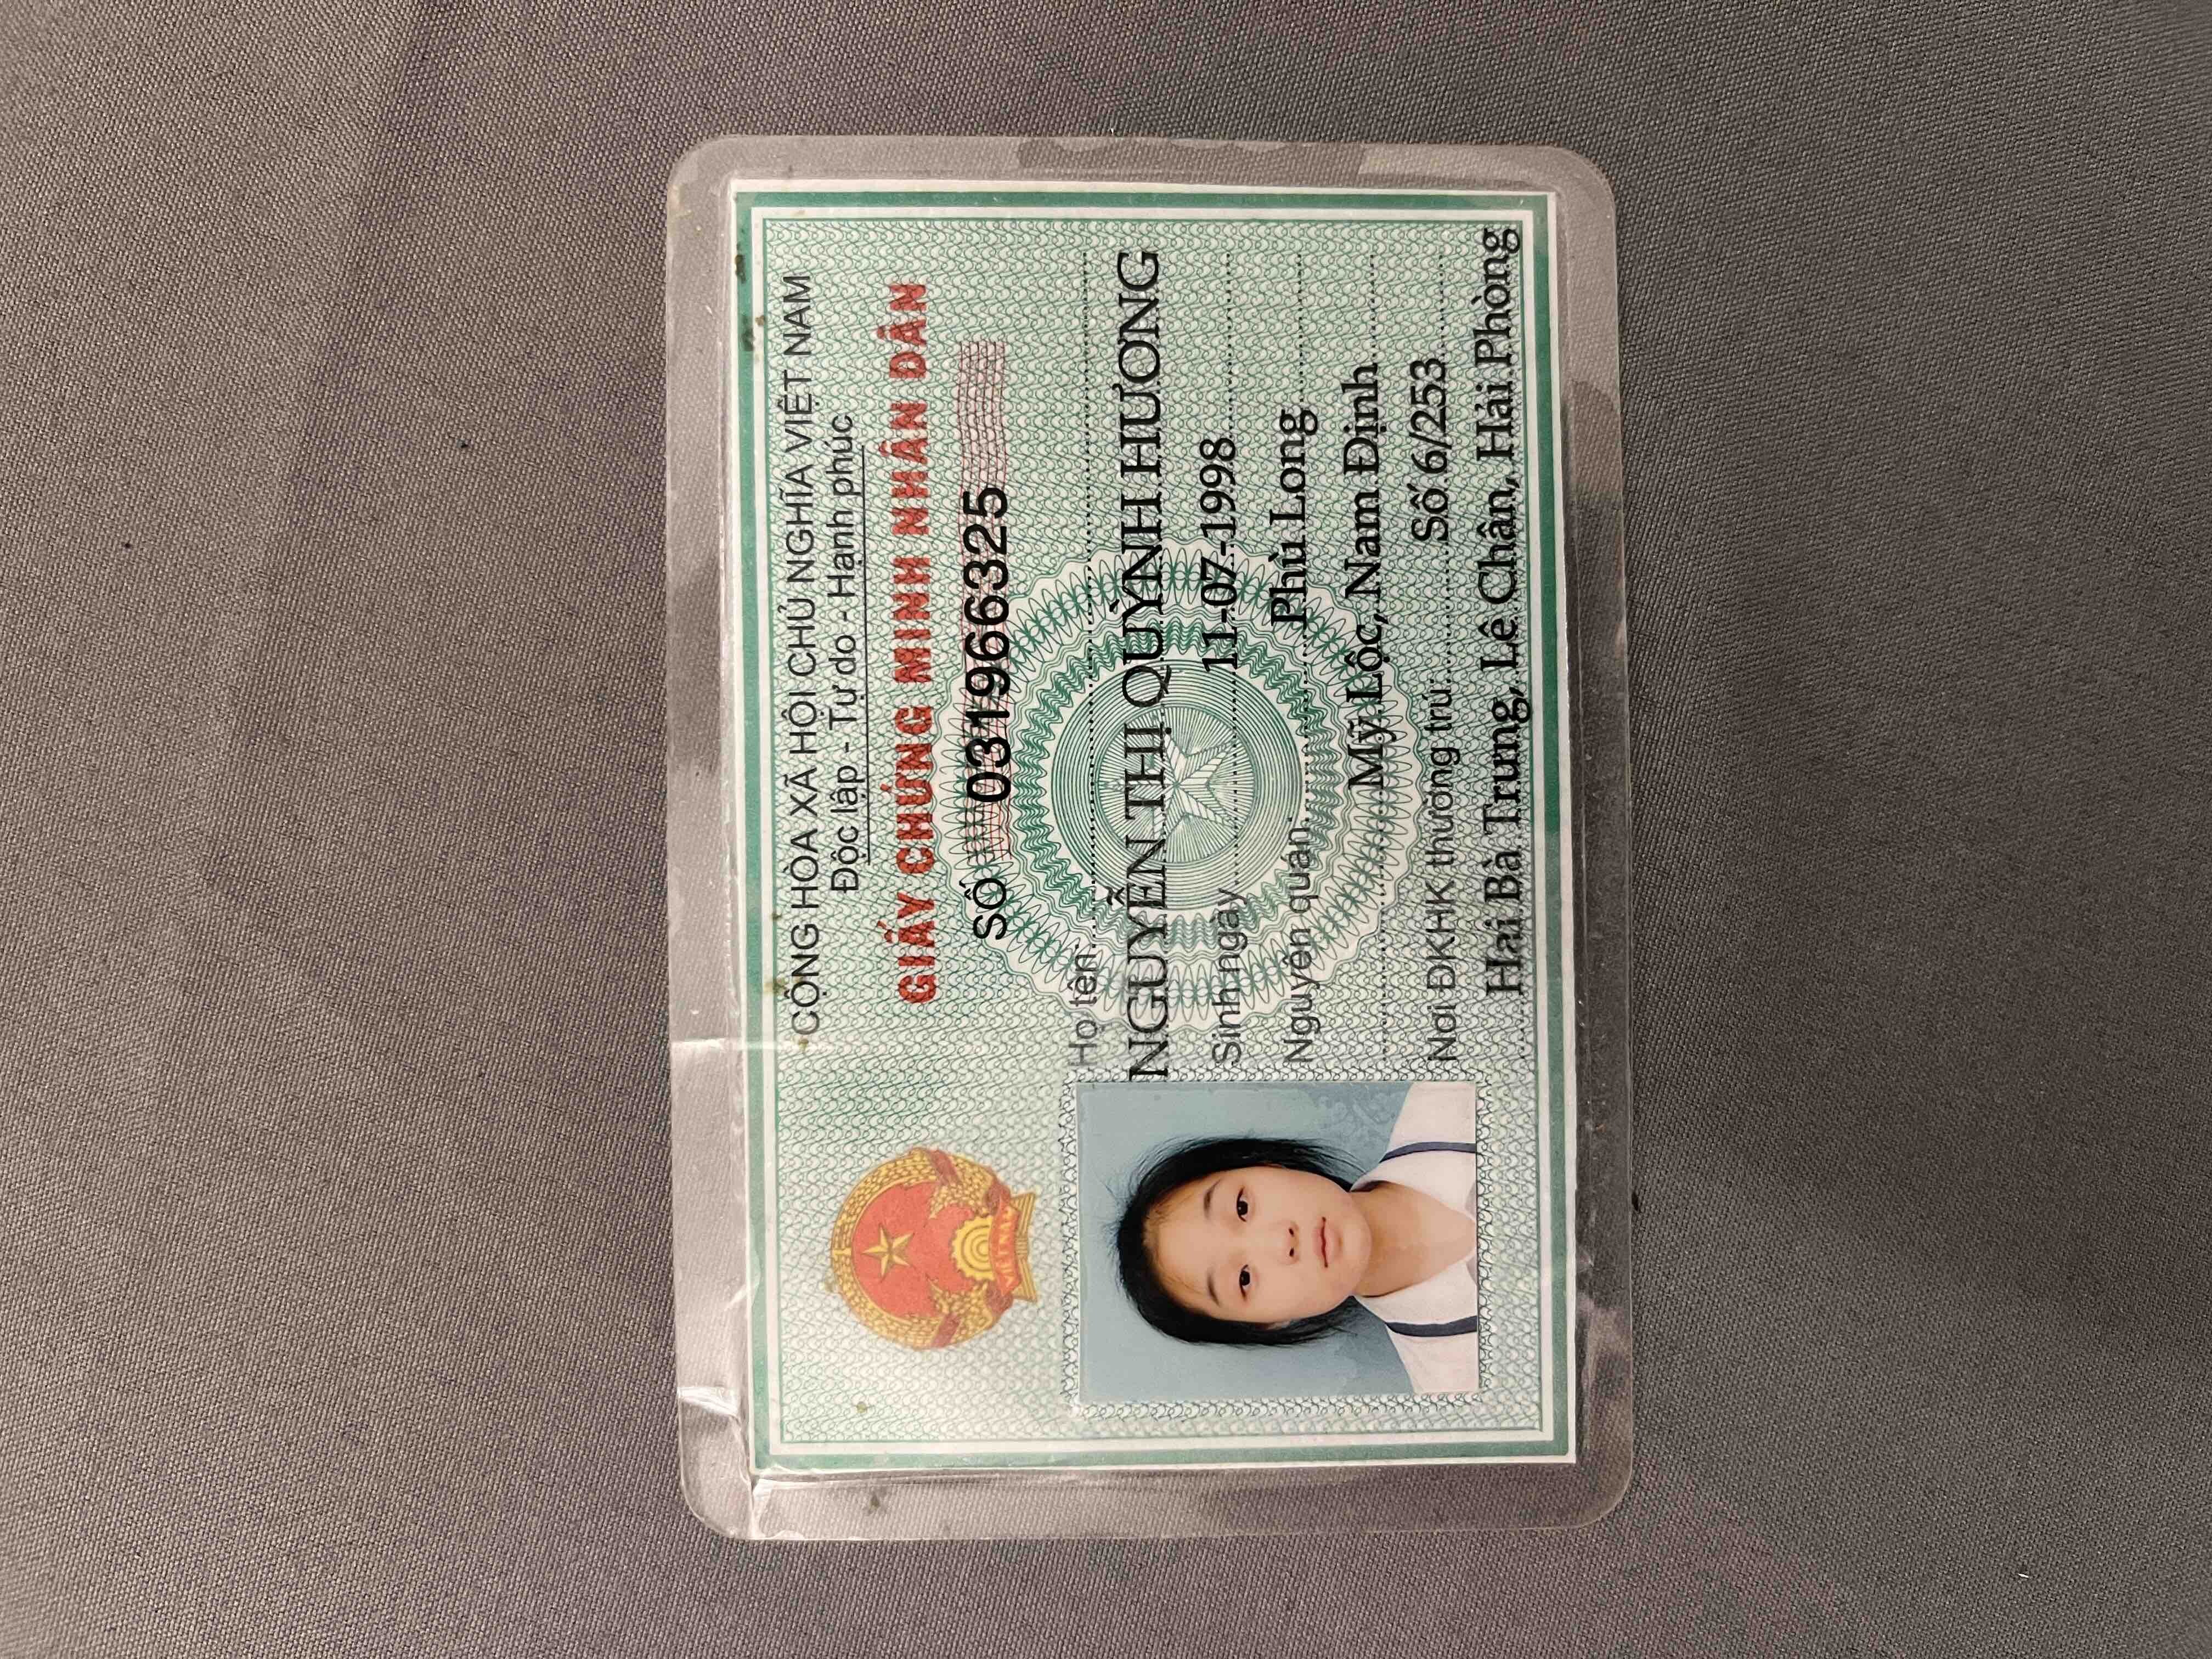 CỘNG HÒA XÃ HỘI CHỦ NGHĨA VIỆT NAM
Độc lập - Tự do - Hạnh phúc
GIẤY CHỨNG MINH NHÂN DÂN
SỐ 031966325
Họ tên
NGUYỄN THỊ QUỲNH HƯƠNG
Sinh ngày 11-07-1998
Nguyên quán Phù Long
Mỹ Lộc, Nam Định
Nơi ĐKHK thường trú Số 6/253
Hai Bà Trưng, Lê Chân, Hải Phòng
VIỆT NAM